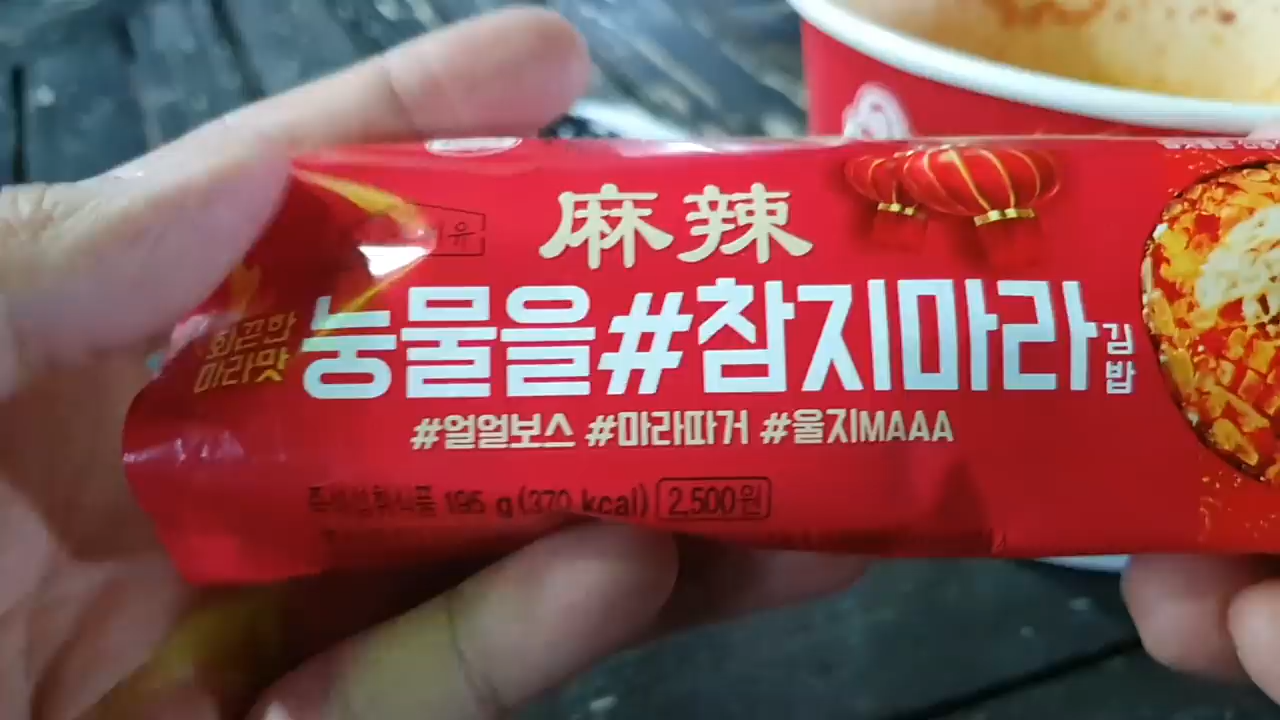 麻辣
화끈한
마라맛
눙물을#참지마라
김밥
#얼얼보스 #마라따거 #울지MAAA
195 g (370 kcal) 2,500원